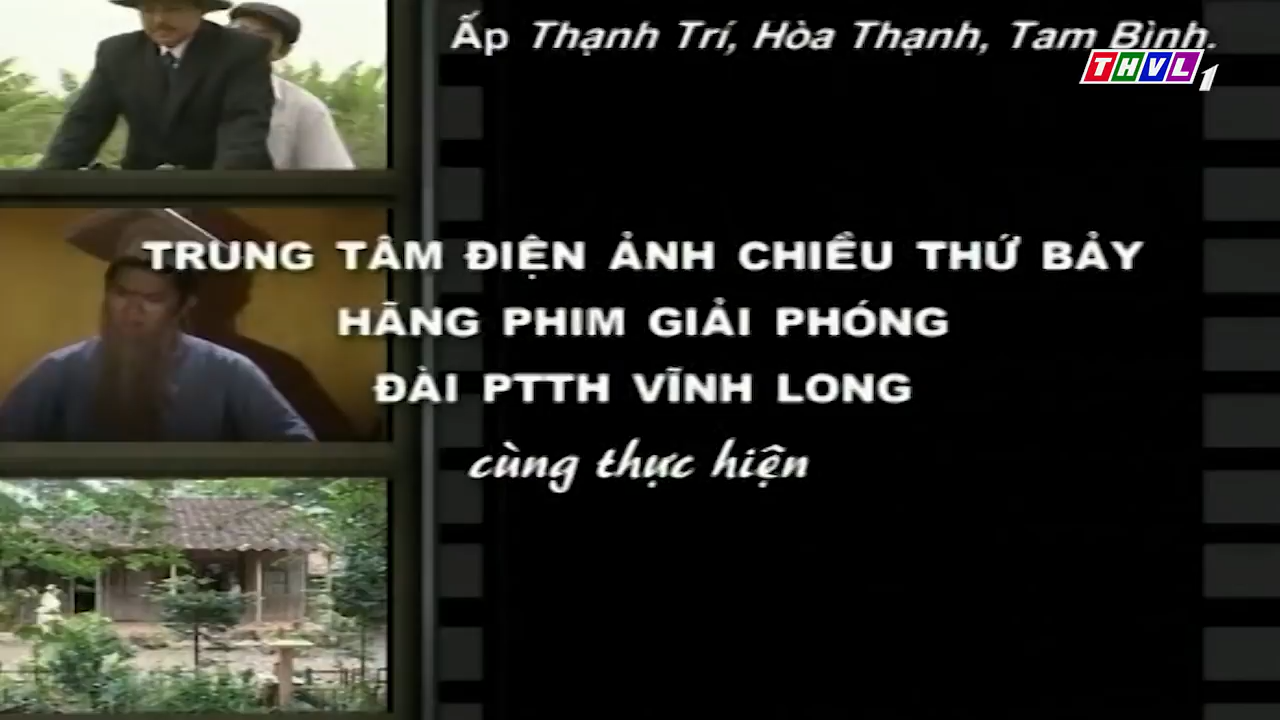 Ấp Thạnh Trí, Hòa Thạnh, Tam Bình.
THVL1
TRUNG TÂM ĐIỆN ẢNH CHIỀU THỨ BẢY
HÃNG PHIM GIẢI PHÓNG
ĐÀI PTTH VĨNH LONG
cùng thực hiện